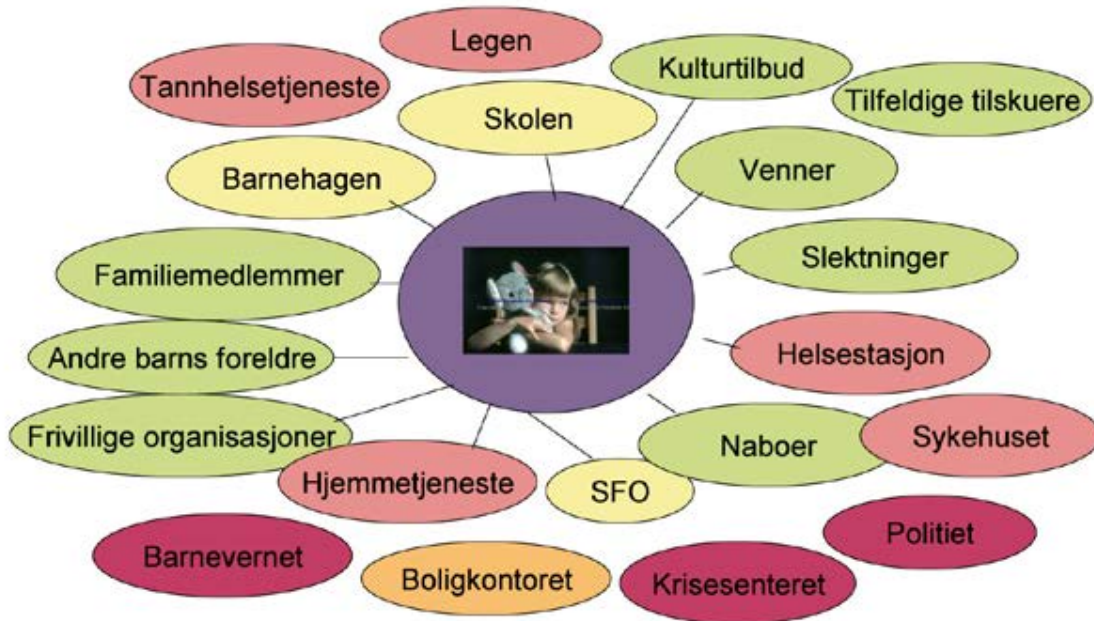 Legen
Kulturtilbud
Tannhelsetjeneste
Tilfeldige tilskuere
Skolen
Venner
Barnehagen
Slektninger
Familiemedlemmer
Helsestasjon
Andre barns foreldre
Frivillige organisasjoner
Naboer
Sykehuset
Hjemmetjeneste
SFO
Politiet
Barnevernet
Boligkontoret
Krisesenteret